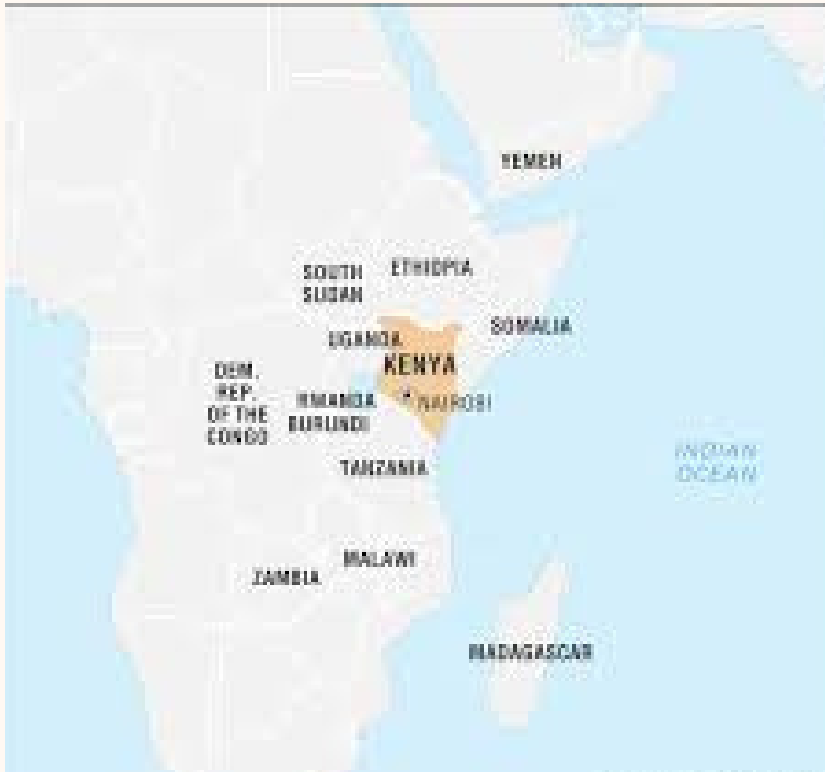 YEMEN
SOUTH
SUDAN
ETHIOPIA
SOMALIA
UGANDA
KENYA
NAIROBI
DEM.
REP.
OF THE
CONGO
RWANDA
BURUNDI
TANZANIA
INDIAN
OCEAN
MALAWI
ZAMBIA
MADAGASCAR